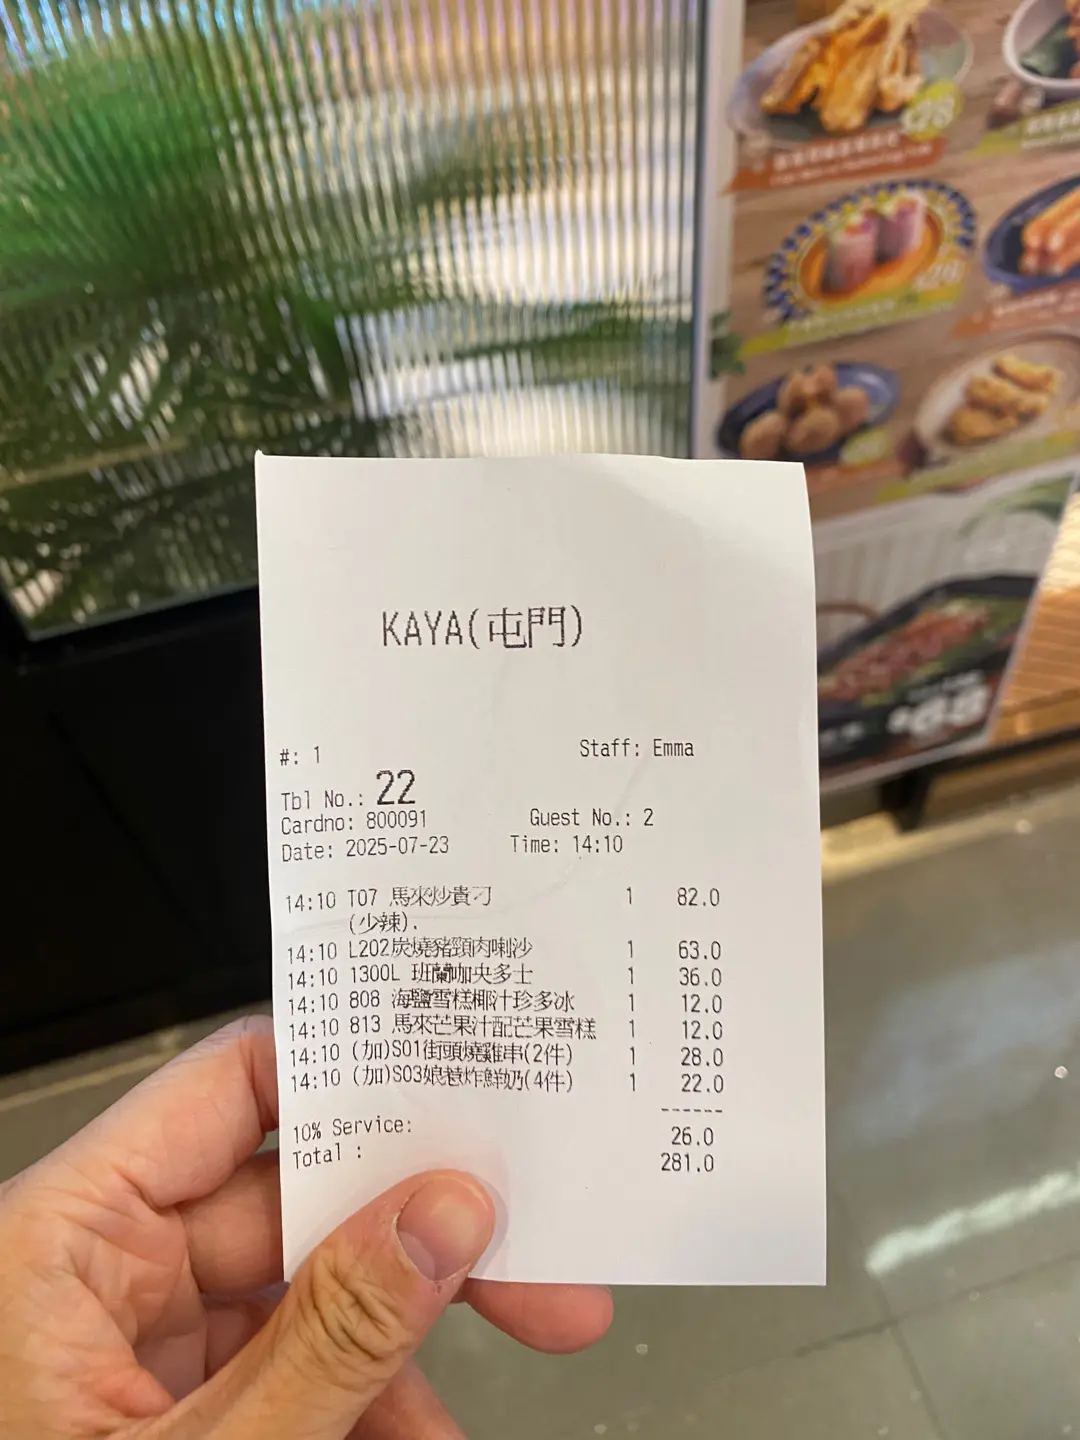 KAYA(屯門)
#: 1 Staff: Emma
Tbl No.: 22
Cardno: 800091 Guest No.: 2
Date: 2025-07-23 Time: 14:10
14:10 T07 馬來炒貴刁 1 82.0
(少辣).
14:10 L202炭燒豬頸肉喇沙 1 63.0
14:10 1300L 班蘭咖央多士 1 36.0
14:10 808 海鹽雪糕椰汁珍多冰 1 12.0
14:10 813 馬來芒果汁配芒果雪糕 1 12.0
14:10 (加)S01街頭燒雞串(2件) 1 28.0
14:10 (加)S03娘惹炸鮮奶(4件) 1 22.0
------
10% Service: 26.0
Total : 281.0